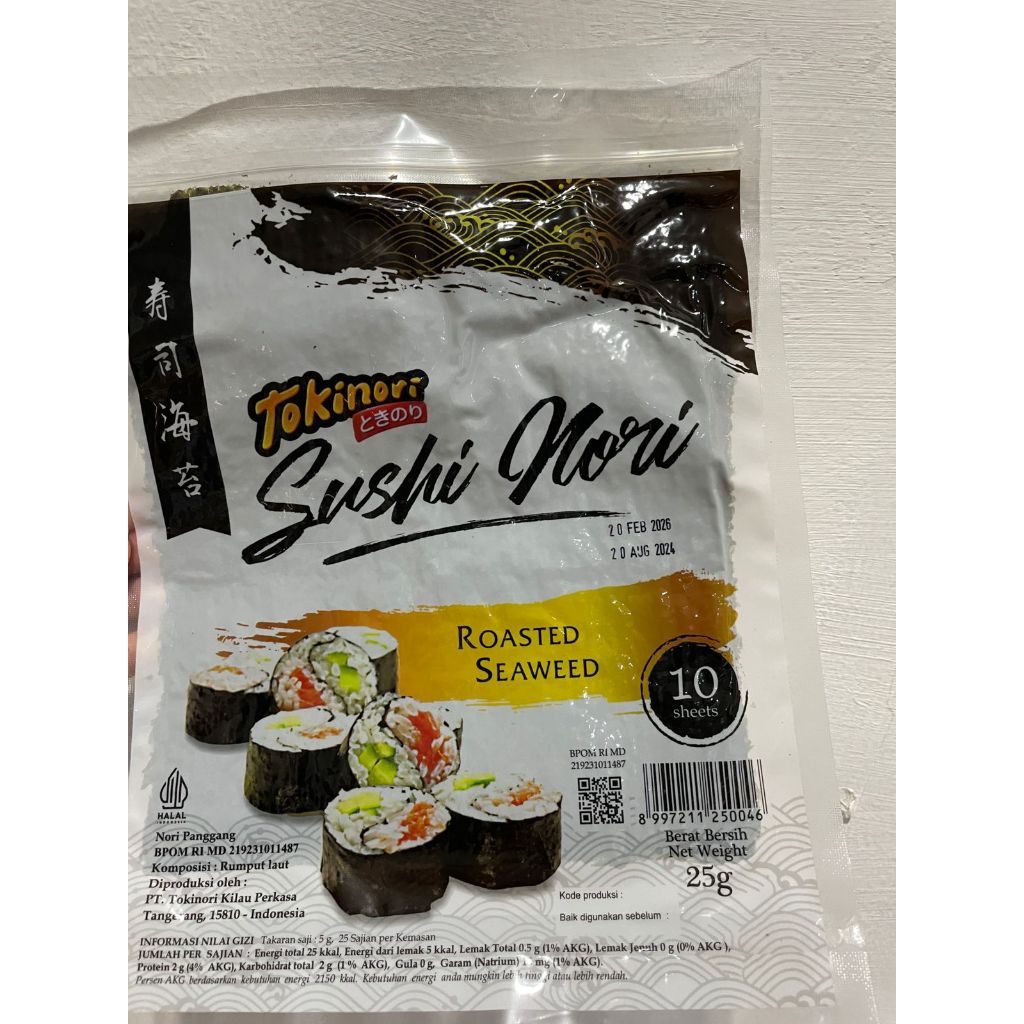 寿司海苔
Tokinori
ときのり
Sushi Nori
20 FEB 2026
20 AUG 2024
ROASTED
SEAWEED
10
sheets
BPOM RI MD
219231011487
8 997211 250046
Berat Bersih
Net Weight
25g
HALAL
INDONESIA
Nori Panggang
BPOM RI MD 219231011487
Komposisi : Rumput laut
Diproduksi oleh :
PT. Tokinori Kilau Perkasa
Tangerang, 15810 - Indonesia
Kode produksi :
Baik digunakan sebelum :
INFORMASI NILAI GIZI Takaran saji : 5 g, 25 Sajian per Kemasan
JUMLAH PER SAJIAN : Energi total 25 kkal, Energi dari lemak 5 kkal, Lemak Total 0.5 g (1% AKG), Lemak Jenuh 0 g (0% AKG ),
Protein 2 g (4% AKG), Karbohidrat total 2 g (1% AKG), Gula 0 g, Garam (Natrium) mg (1% AKG).
Persen AKG berdasarkan kebutuhan energi 2150 kkal. Kebutuhan energi anda mungkin lebih tinggi atau lebih rendah.